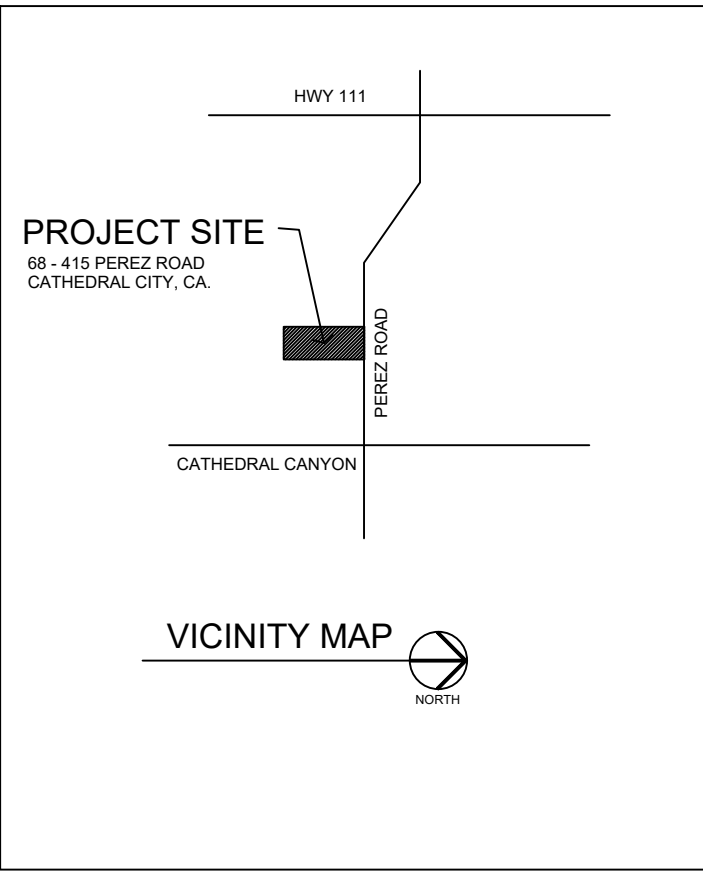 HWY 111
PROJECT SITE
68 - 415 PEREZ ROAD
CATHEDRAL CITY, CA.
PEREZ ROAD
CATHEDRAL CANYON
VICINITY MAP
NORTH